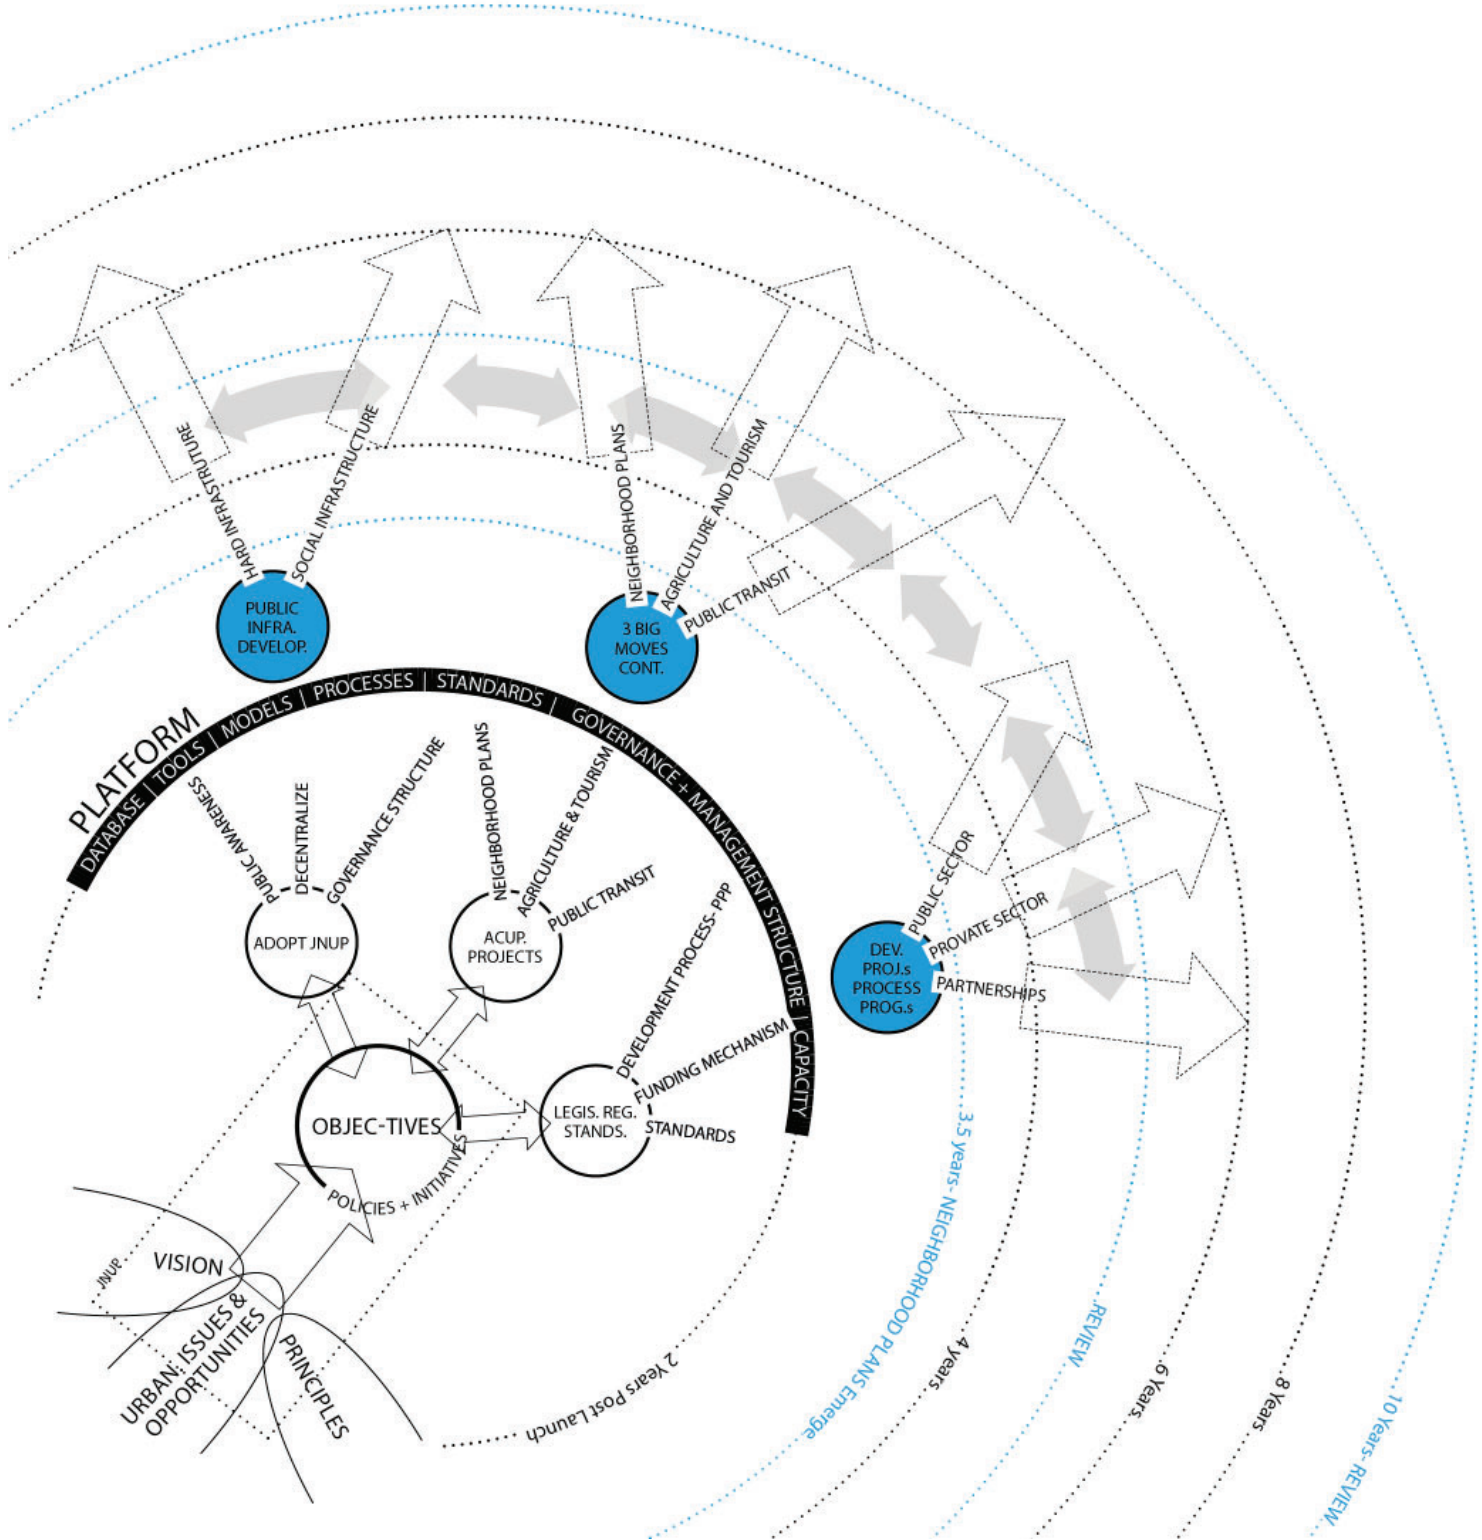 HARD INFRASTRUTURE
SOCIAL INFRASTRUCTURE
PUBLIC
INFRA.
DEVELOP.
NEIGHBORHOOD PLANS
AGRICULTURE AND TOURISM
PUBLIC TRANSIT
3 BIG
MOVES
CONT.
PLATFORM
DATABASE | TOOLS | MODELS | PROCESSES | STANDARDS | GOVERNANCE + MANAGEMENT STRUCTURE | CAPACITY
PUBLIC AWARENESS
DECENTRALIZE
GOVERNANCE STRUCTURE
ADOPT JNUP
NEIGHBORHOOD PLANS
AGRICULTURE & TOURISM
PUBLIC TRANSIT
ACUP.
PROJECTS
DEVELOPMENT PROCESS- PPP
FUNDING MECHANISM
STANDARDS
LEGIS. REG.
STANDS.
PUBLIC SECTOR
PROVATE SECTOR
PARTNERSHIPS
DEV.
PROJ.s
PROCESS
PROG.s
OBJEC-TIVES
POLICIES + INITIATIVES
JNUP
VISION
URBAN: ISSUES &
OPPORTUNITIES
PRINCIPLES
2 Years Post Launch
3.5 years- NEIGHBORHOOD PLANS Emerge
4 years
REVIEW
6 Years
8 Years
10 Years- REVIEW